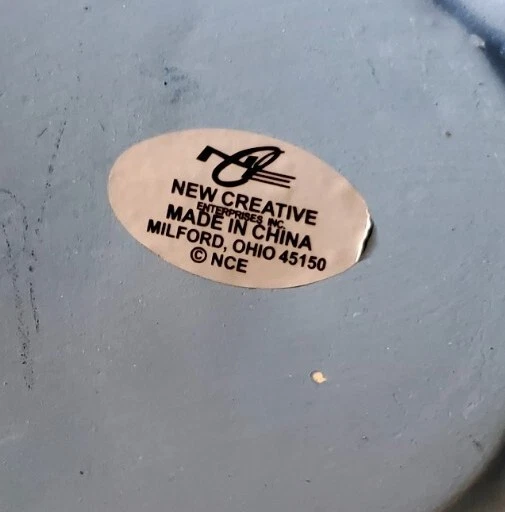 NEW CREATIVE
ENTERPRISES, INC.
MADE IN CHINA
MILFORD, OHIO 45150
© NCE